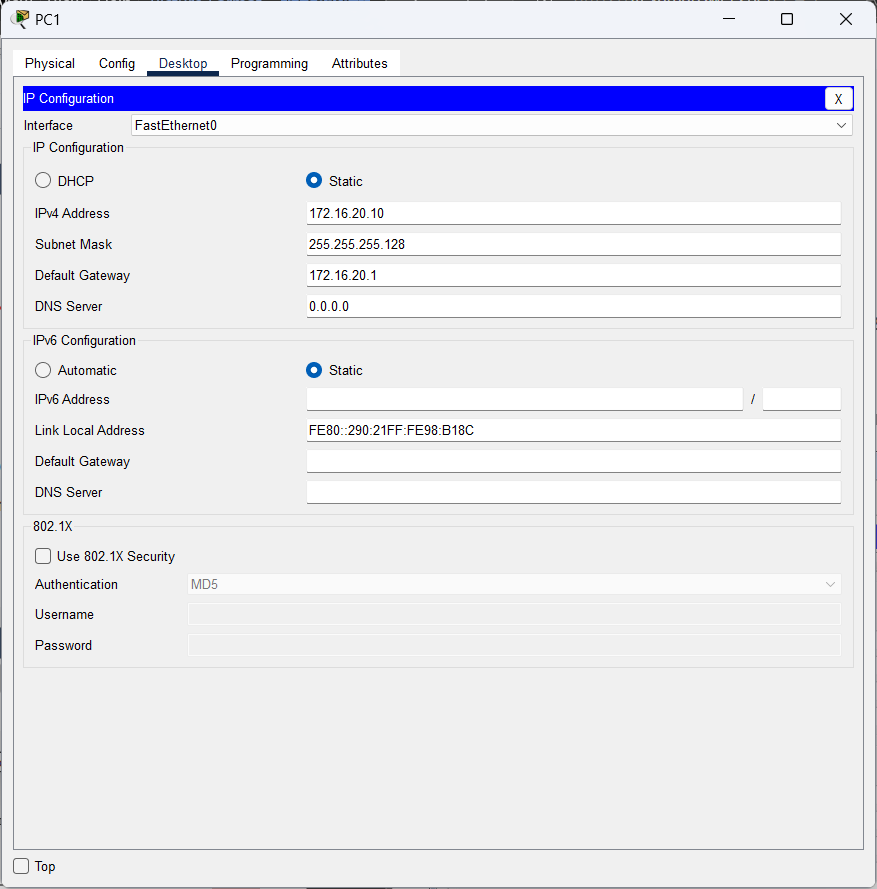 PC1
Physical Config Desktop Programming Attributes
IP Configuration X
Interface FastEthernet0
IP Configuration
DHCP Static
IPv4 Address 172.16.20.10
Subnet Mask 255.255.255.128
Default Gateway 172.16.20.1
DNS Server 0.0.0.0
IPv6 Configuration
Automatic Static
IPv6 Address /
Link Local Address FE80::290:21FF:FE98:B18C
Default Gateway
DNS Server
802.1X
Use 802.1X Security
Authentication MD5
Username
Password
Top